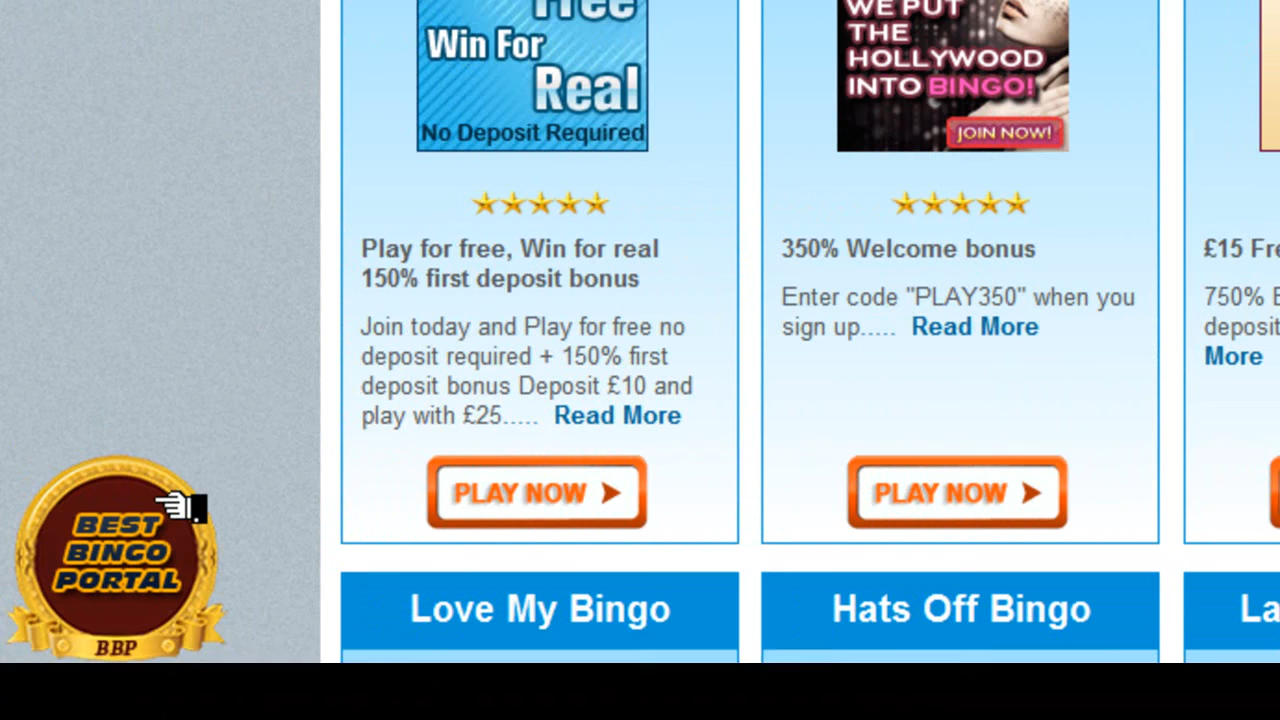 Free
Win For
Real
No Deposit Required
Play for free, Win for real
150% first deposit bonus
Join today and Play for free no
deposit required + 150% first
deposit bonus Deposit £10 and
play with £25..... Read More
PLAY NOW
WE PUT
THE
HOLLYWOOD
INTO BINGO!
JOIN NOW!
350% Welcome bonus
Enter code "PLAY350" when you
sign up..... Read More
PLAY NOW
£15
750%
More
BEST
BINGO
PORTAL
BBP
Love My Bingo
Hats Off Bingo